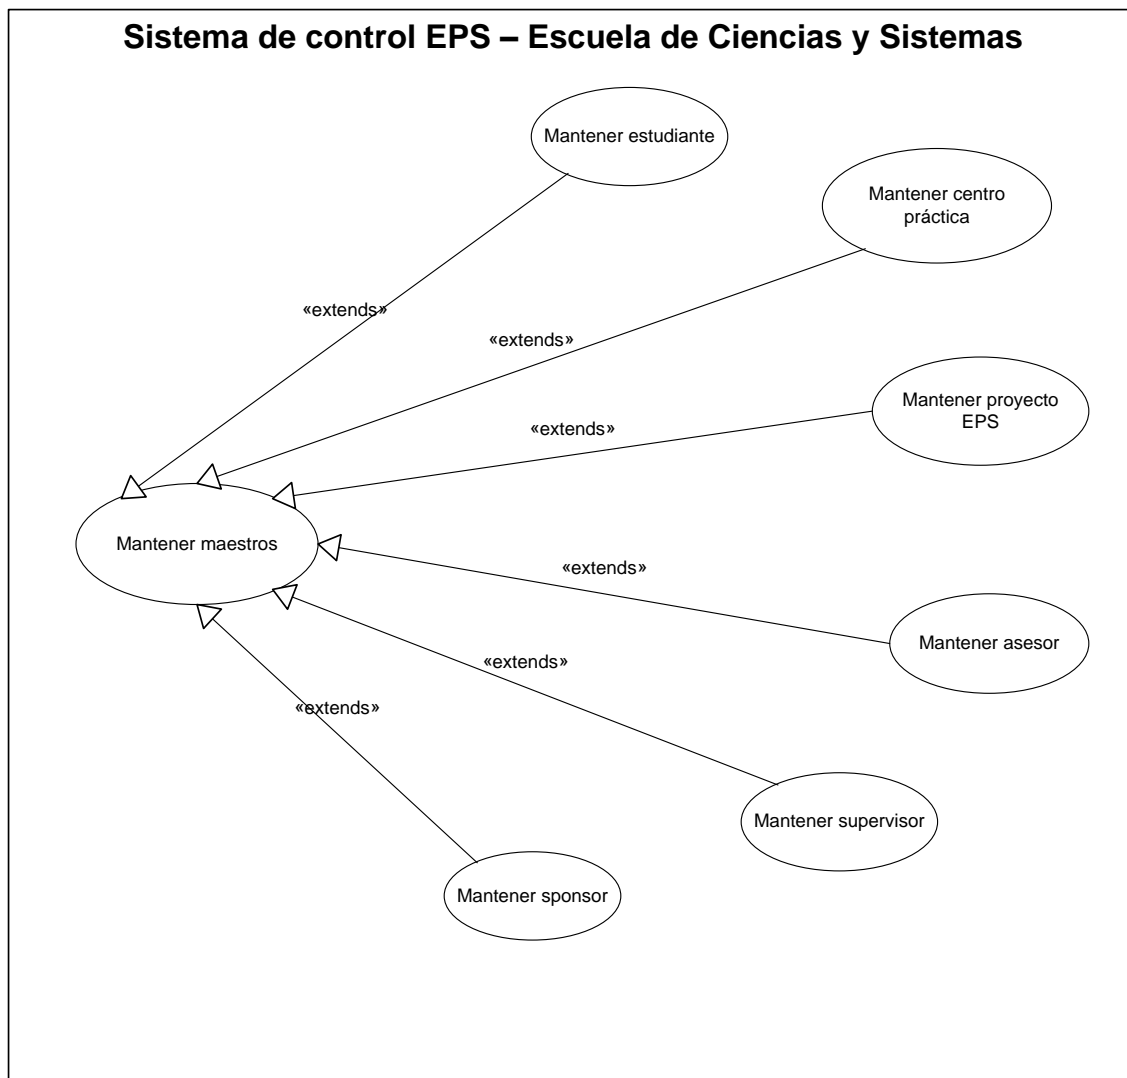 Sistema de control EPS – Escuela de Ciencias y Sistemas
Mantener estudiante
Mantener centro
práctica
«extends»
«extends»
Mantener proyecto
EPS
«extends»
Mantener maestros
«extends»
Mantener asesor
«extends»
«extends»
Mantener supervisor
Mantener sponsor